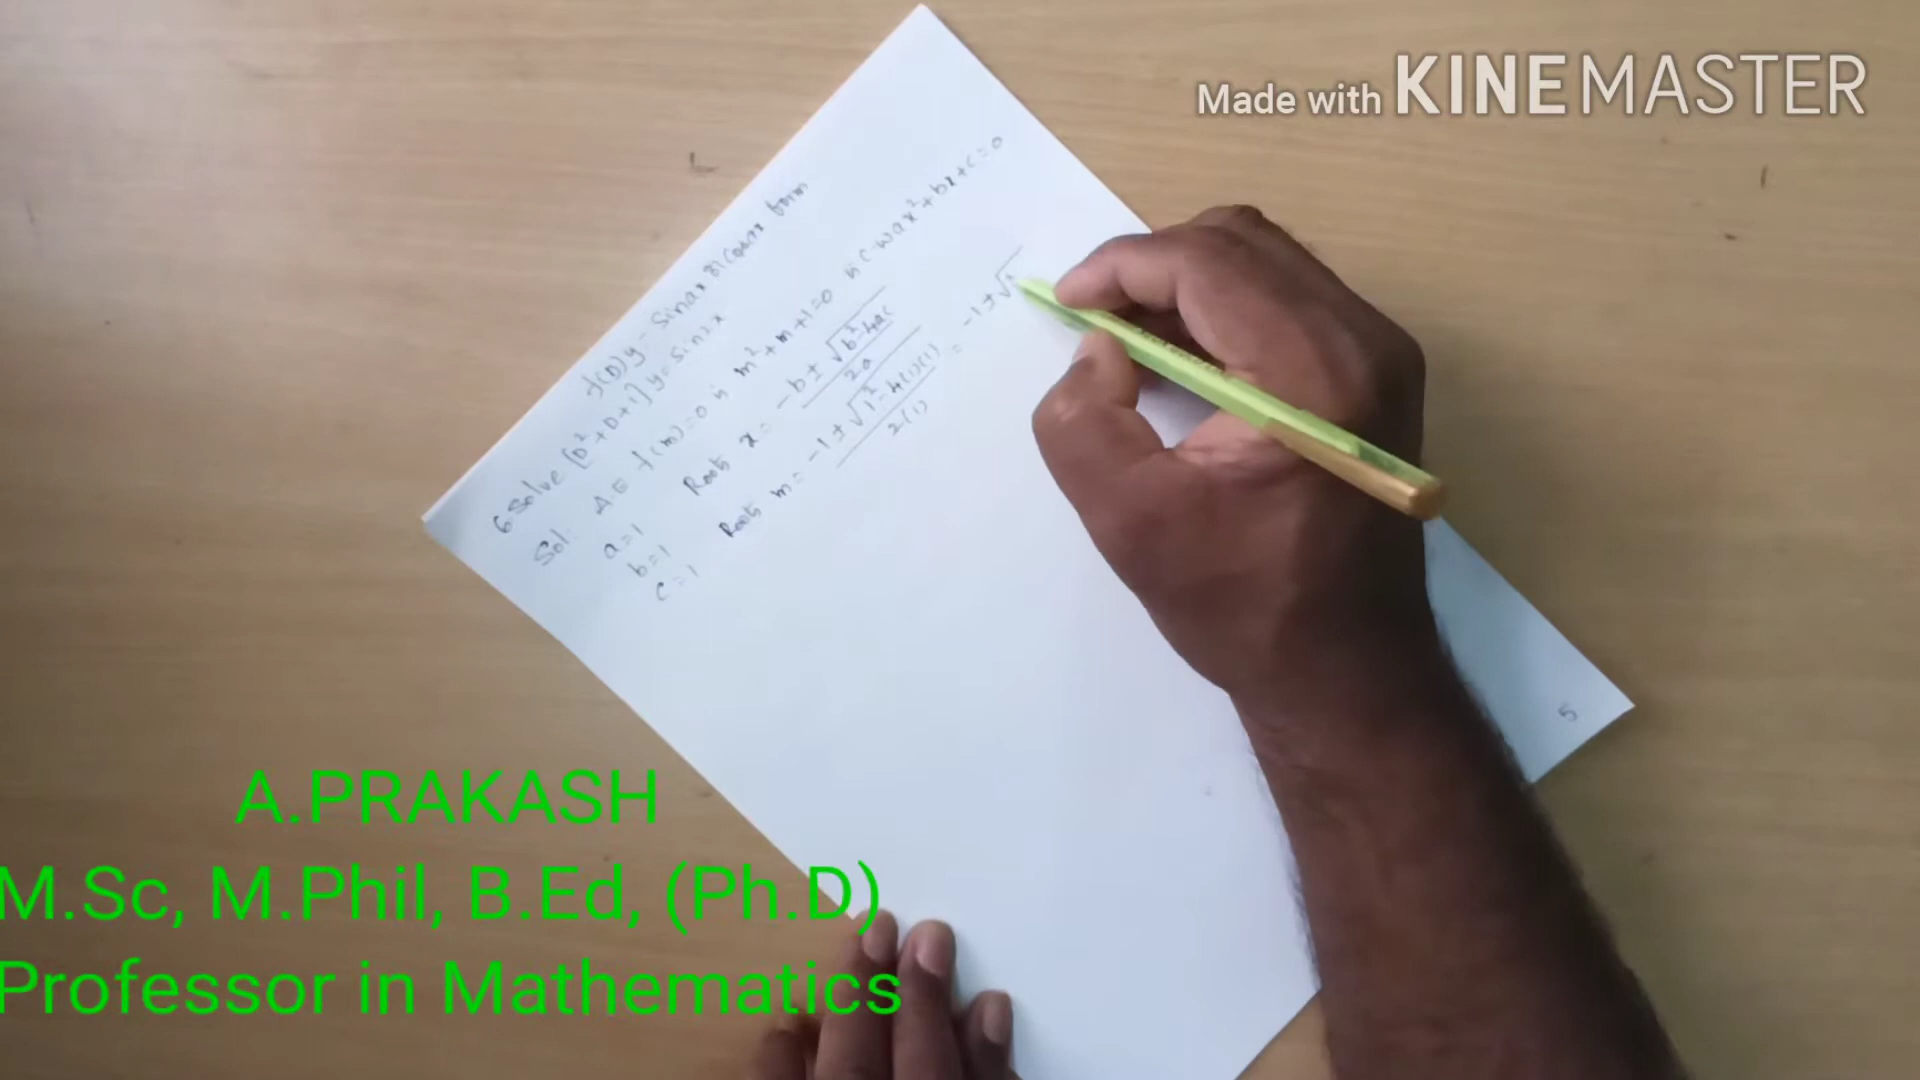 Made with KINEMASTER
f(D)y = sinax or cosax form
6 Solve [D²+D+1]y = sin2x
Sol: A.E f(m)=0 is m²+m+1=0 is c.w ax²+bx+c=0
a=1
b=1
c=1
Roots x = -b±√b²-4ac / 2a
Roots m = -1±√1²-4(1)(1) / 2(1) = -1±√
5
A.PRAKASH
M.Sc, M.Phil, B.Ed, (Ph.D)
Professor in Mathematics